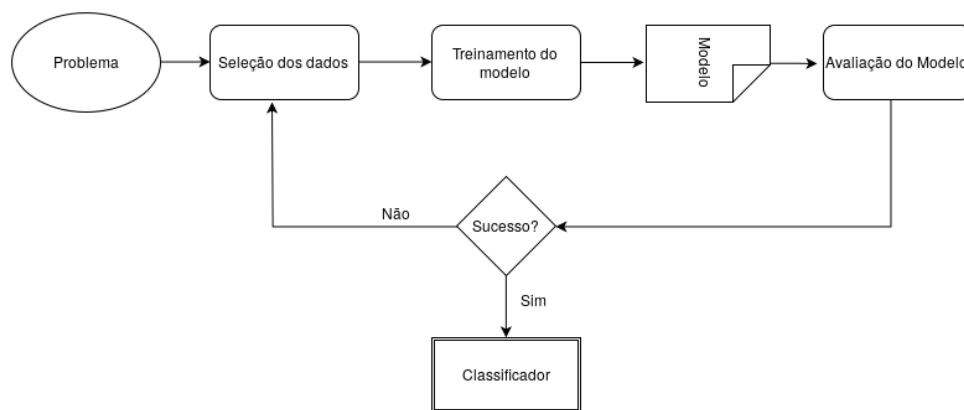 Problema
Seleção dos dados
Treinamento do
modelo
Modelo
Avaliação do Modelo
Não
Sucesso?
Sim
Classificador